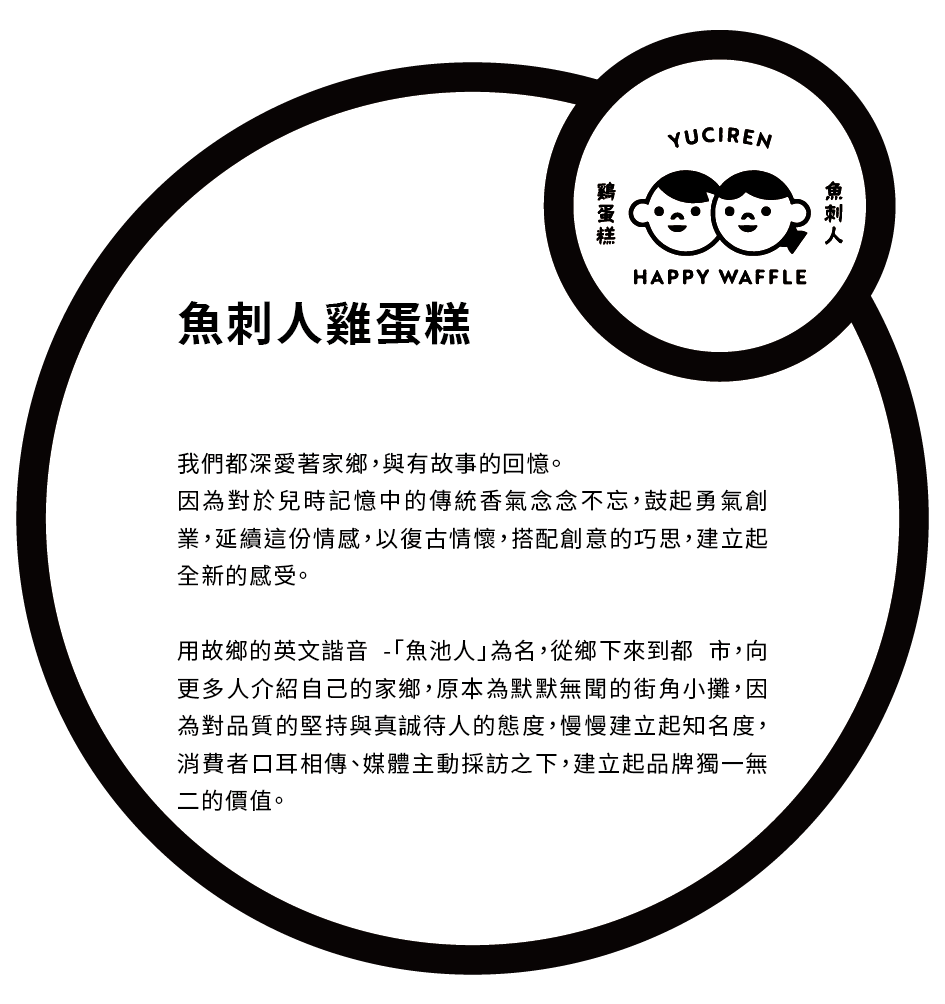 YUCIREN
魚刺人
雞蛋糕
HAPPY WAFFLE
魚刺人雞蛋糕
我們都深愛著家鄉，與有故事的回憶。
因為對於兒時記憶中的傳統香氣念念不忘，鼓起勇氣創
業，延續這份情感，以復古情懷，搭配創意的巧思，建立起
全新的感受。
用故鄉的英文諧音 -「魚池人」為名，從鄉下來到都 市，向
更多人介紹自己的家鄉，原本為默默無聞的街角小攤，因
為對品質的堅持與真誠待人的態度，慢慢建立起知名度，
消費者口耳相傳、媒體主動採訪之下，建立起品牌獨一無
二的價值。